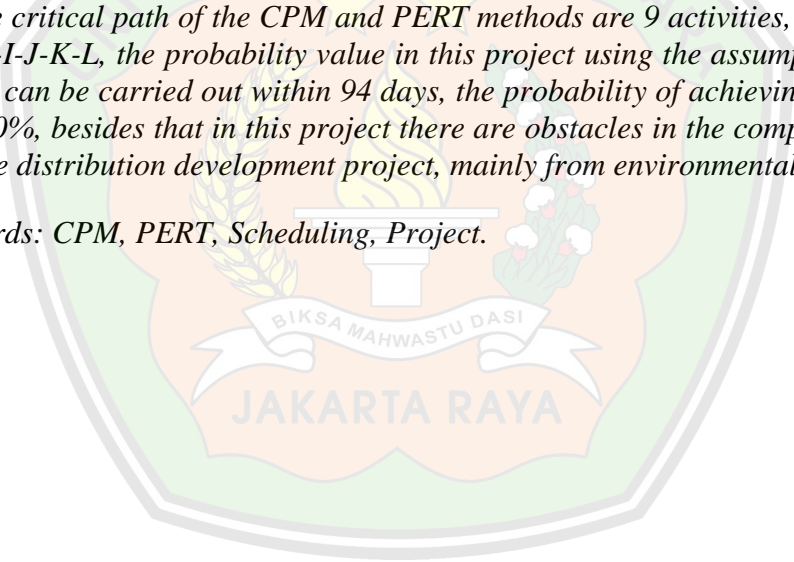 e critical path of the CPM and PERT methods are 9 activities,
-I-J-K-L, the probability value in this project using the assump
can be carried out within 94 days, the probability of achievin
0%, besides that in this project there are obstacles in the comp
e distribution development project, mainly from environmental
rds: CPM, PERT, Scheduling, Project.
BIKSA MAHWASTU DASI
JAKARTA RAYA